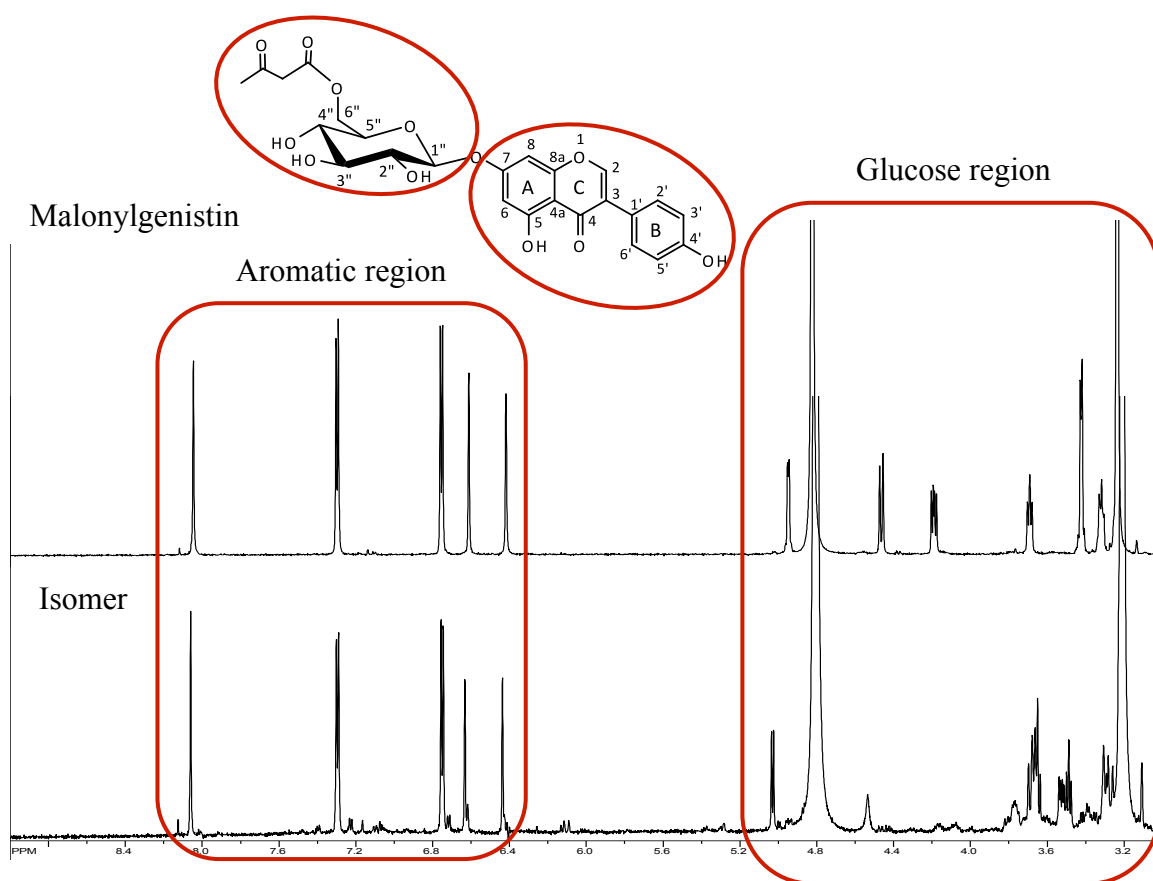 O
O
O
4"
6"
5"
O
HO
HO
3"
2"
OH
1"
O
7
8
8a
O
1
2
A
C
6
5
4a
4
3
OH
O
1'
2'
3'
B
4'
6'
5'
OH
Glucose region
Malonylgenistin
Aromatic region
Isomer
PPM 8.4 8.0 7.6 7.2 6.8 6.4 6.0 5.6 5.2 4.8 4.4 4.0 3.6 3.2